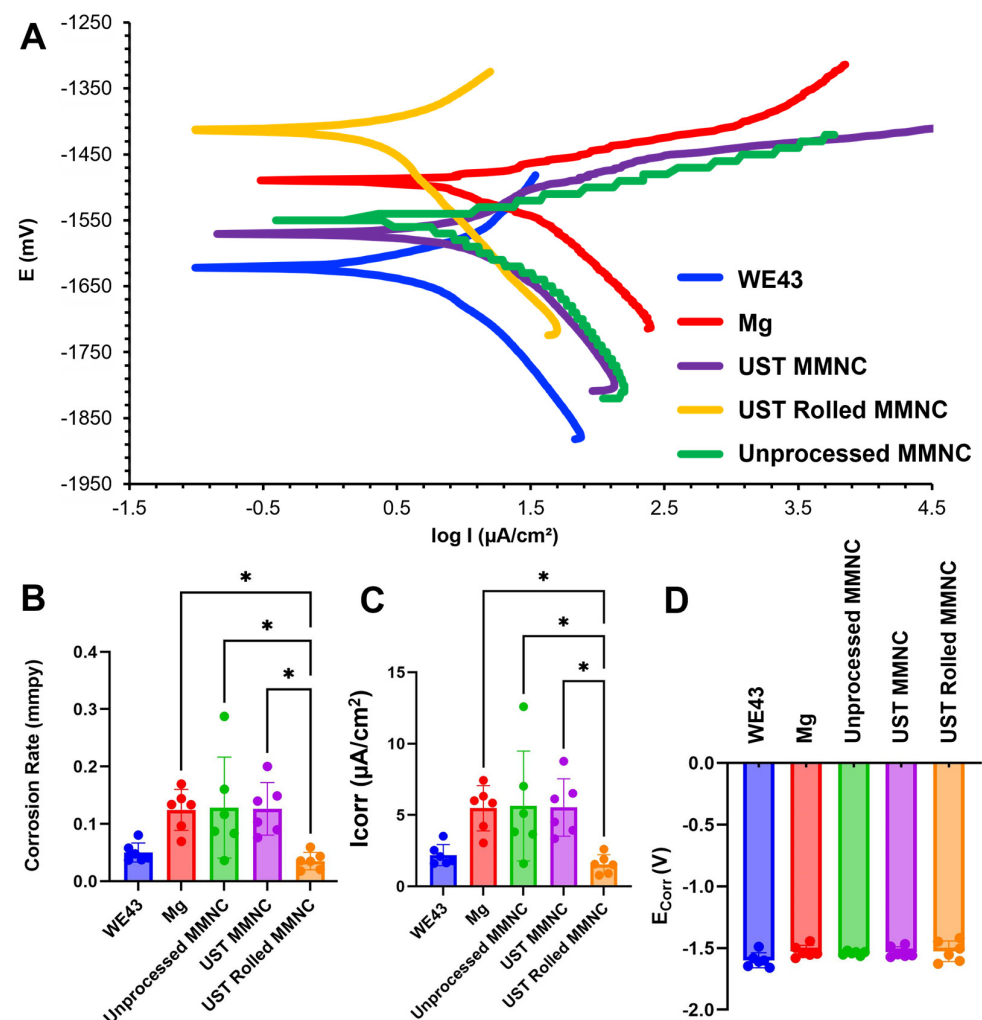 A
-1250
-1350
-1450
-1550
-1650
-1750
-1850
-1950
E (mV)
-1.5 -0.5 0.5 1.5 2.5 3.5 4.5
log I (µA/cm²)
WE43
Mg
UST MMNC
UST Rolled MMNC
Unprocessed MMNC
B
*
*
*
Corrosion Rate (mmpy)
0.4
0.3
0.2
0.1
0.0
WE43
Mg
Unprocessed MMNC
UST MMNC
UST Rolled MMNC
C
*
*
*
Icorr (µA/cm²)
15
10
5
0
WE43
Mg
Unprocessed MMNC
UST MMNC
UST Rolled MMNC
D
WE43
Mg
Unprocessed MMNC
UST MMNC
UST Rolled MMNC
0.0
-0.5
-1.0
-1.5
-2.0
ECorr (V)